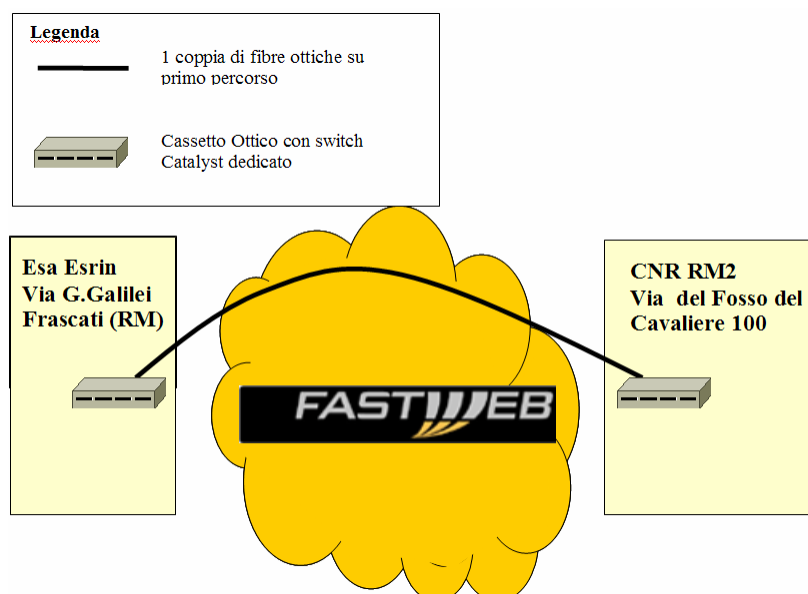 Legenda
1 coppia di fibre ottiche su
primo percorso
Cassetto Ottico con switch
Catalyst dedicato
Esa Esrin
Via G.Galilei
Frascati (RM)
CNR RM2
Via del Fosso del
Cavaliere 100
FASTWEB